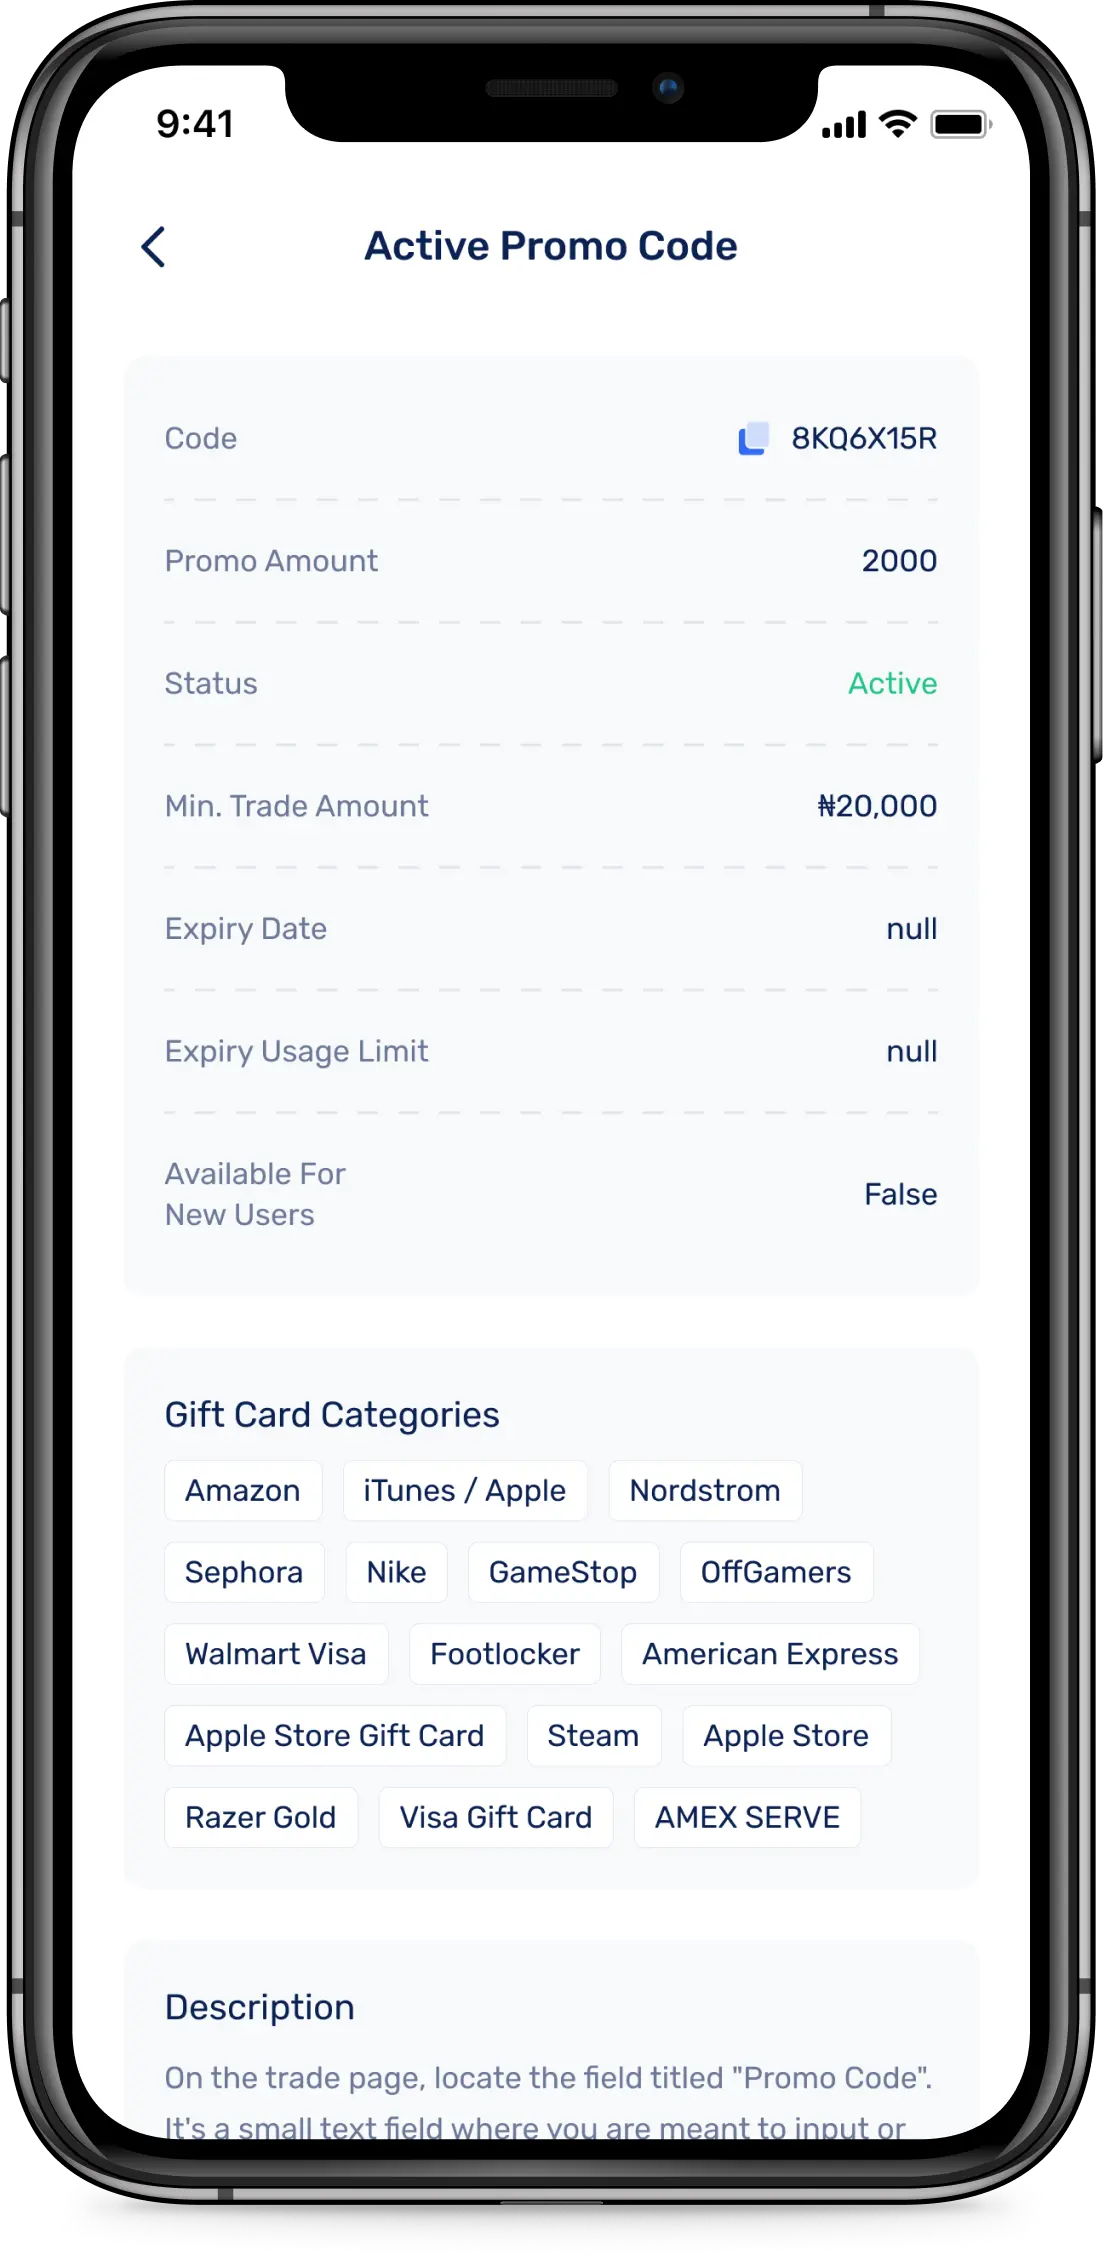 9:41
Active Promo Code
Code 8KQ6X15R
Promo Amount 2000
Status Active
Min. Trade Amount ₦20,000
Expiry Date null
Expiry Usage Limit null
Available For
New Users False
Gift Card Categories
Amazon iTunes / Apple Nordstrom
Sephora Nike GameStop OffGamers
Walmart Visa Footlocker American Express
Apple Store Gift Card Steam Apple Store
Razer Gold Visa Gift Card AMEX SERVE
Description
On the trade page, locate the field titled "Promo Code".
It's a small text field where you are meant to input or